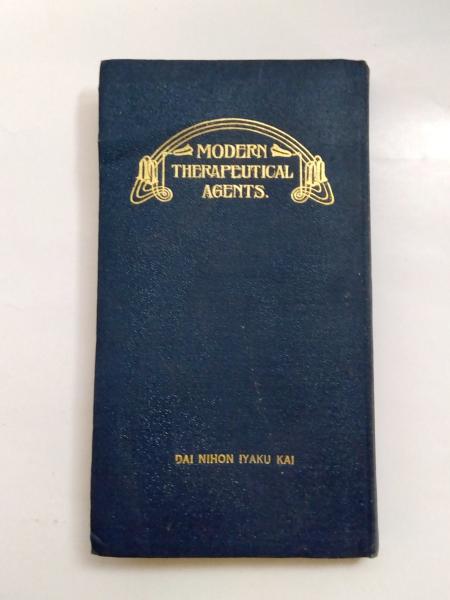 MODERN
THERAPEUTICAL
AGENTS.
DAI NIHON IYAKU KAI